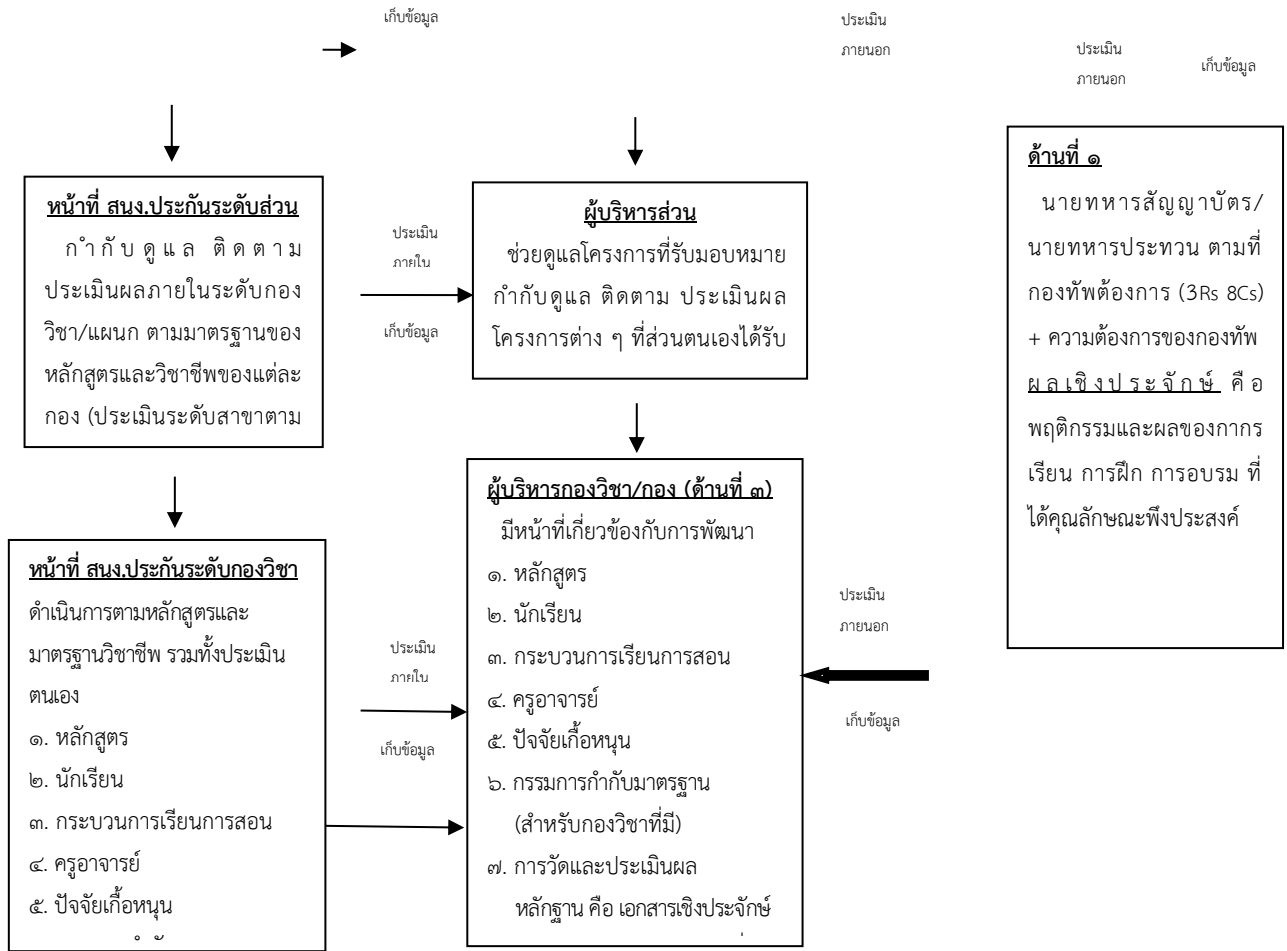 เก็บข้อมูล
ประเมิน
ภายนอก
ประเมิน
ภายนอก
เก็บข้อมูล
หน้าที่ สนง.ประกันระดับส่วน
กำกับดูแล ติดตาม
ประเมินผลภายในระดับกอง
วิชา/แผนก ตามมาตรฐานของ
หลักสูตรและวิชาชีพของแต่ละ
กอง (ประเมินระดับสาขาตาม
ประเมิน
ภายใน
เก็บข้อมูล
ผู้บริหารส่วน
ช่วยดูแลโครงการที่รับมอบหมาย
กำกับดูแล ติดตาม ประเมินผล
โครงการต่าง ๆ ที่ส่วนตนเองได้รับ
ด้านที่ ๑
นายทหารสัญญาบัตร/
นายทหารประทวน ตามที่
กองทัพต้องการ (3Rs 8Cs)
+ ความต้องการของกองทัพ
ผลเชิงประจักษ์ คือ
พฤติกรรมและผลของกากร
เรียน การฝึก การอบรม ที่
ได้คุณลักษณะพึงประสงค์
หน้าที่ สนง.ประกันระดับกองวิชา
ดำเนินการตามหลักสูตรและ
มาตรฐานวิชาชีพ รวมทั้งประเมิน
ตนเอง
๑. หลักสูตร
๒. นักเรียน
๓. กระบวนการเรียนการสอน
๔. ครูอาจารย์
๕. ปัจจัยเกื้อหนุน
ประเมิน
ภายใน
เก็บข้อมูล
ผู้บริหารกองวิชา/กอง (ด้านที่ ๓)
มีหน้าที่เกี่ยวข้องกับการพัฒนา
๑. หลักสูตร
๒. นักเรียน
๓. กระบวนการเรียนการสอน
๔. ครูอาจารย์
๕. ปัจจัยเกื้อหนุน
๖. กรรมการกำกับมาตรฐาน
(สำหรับกองวิชาที่มี)
๗. การวัดและประเมินผล
หลักฐาน คือ เอกสารเชิงประจักษ์
ประเมิน
ภายนอก
เก็บข้อมูล